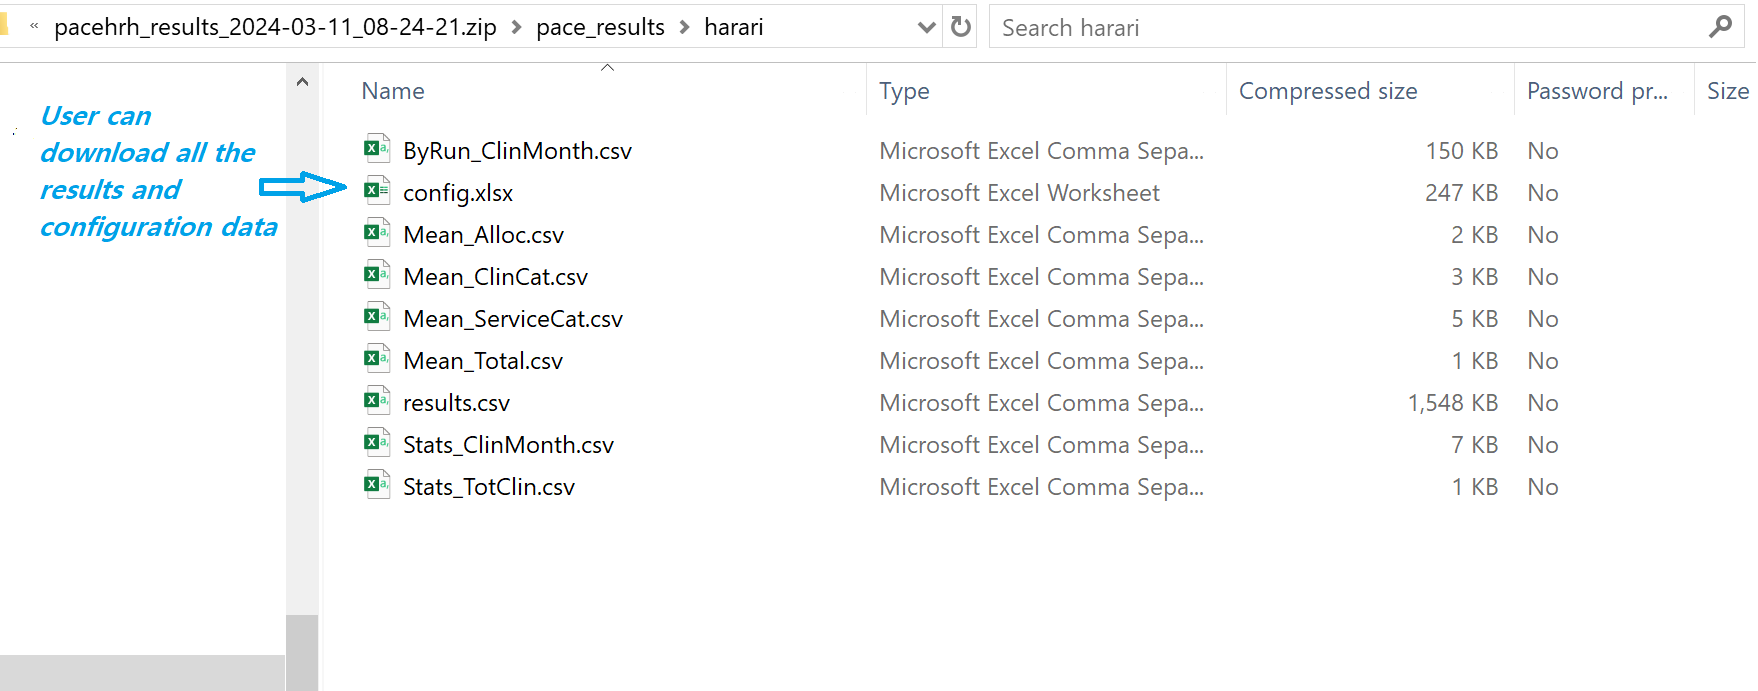 « pacehrh_results_2024-03-11_08-24-21.zip > pace_results > harari
Search harari
User can
download all the
results and
configuration data
Name Type Compressed size Password pr... Size
ByRun_ClinMonth.csv Microsoft Excel Comma Sepa... 150 KB No
config.xlsx Microsoft Excel Worksheet 247 KB No
Mean_Alloc.csv Microsoft Excel Comma Sepa... 2 KB No
Mean_ClinCat.csv Microsoft Excel Comma Sepa... 3 KB No
Mean_ServiceCat.csv Microsoft Excel Comma Sepa... 5 KB No
Mean_Total.csv Microsoft Excel Comma Sepa... 1 KB No
results.csv Microsoft Excel Comma Sepa... 1,548 KB No
Stats_ClinMonth.csv Microsoft Excel Comma Sepa... 7 KB No
Stats_TotClin.csv Microsoft Excel Comma Sepa... 1 KB No